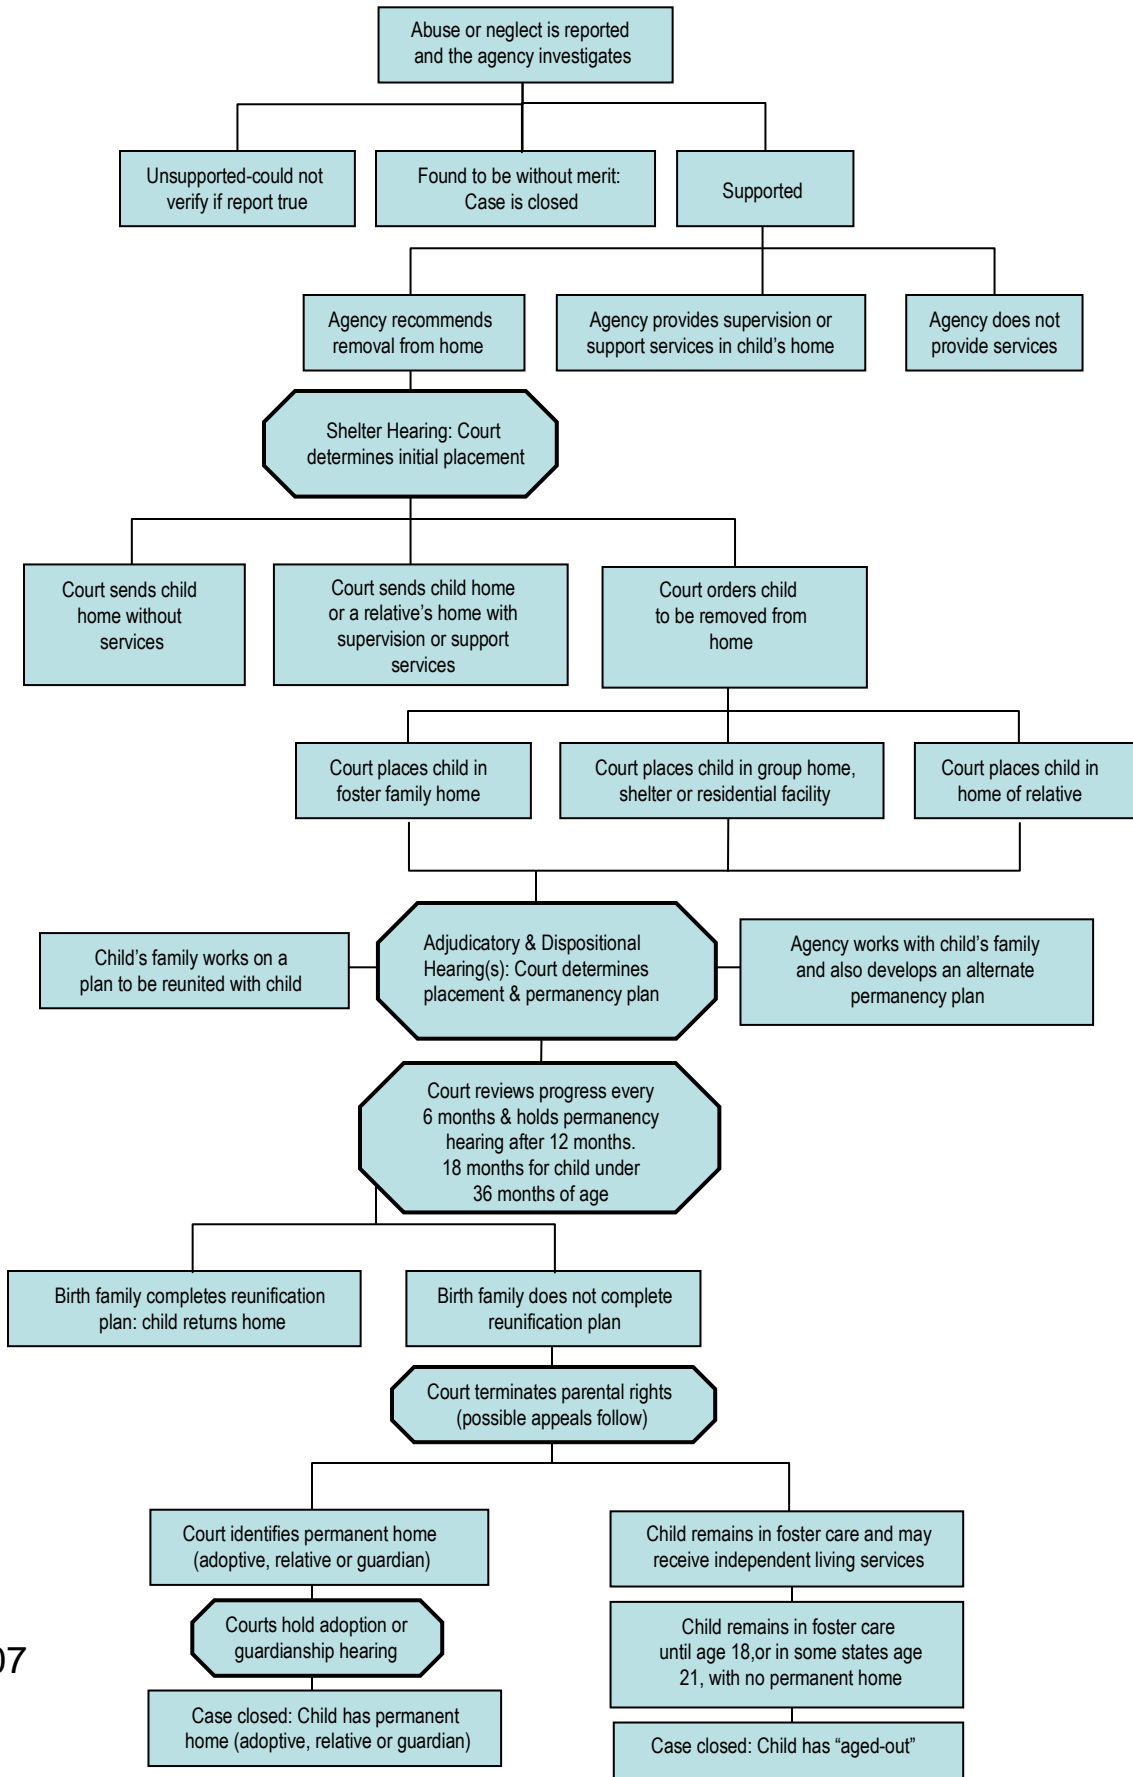 Abuse or neglect is reported
and the agency investigates
Unsupported-could not
verify if report true
Found to be without merit:
Case is closed
Supported
Agency recommends
removal from home
Agency provides supervision or
support services in child's home
Agency does not
provide services
Shelter Hearing: Court
determines initial placement
Court sends child
home without
services
Court sends child home
or a relative's home with
supervision or support
services
Court orders child
to be removed from
home
Court places child in
foster family home
Court places child in group home,
shelter or residential facility
Court places child in
home of relative
Child's family works on a
plan to be reunited with child
Adjudicatory & Dispositional
Hearing(s): Court determines
placement & permanency plan
Agency works with child's family
and also develops an alternate
permanency plan
Court reviews progress every
6 months & holds permanency
hearing after 12 months.
18 months for child under
36 months of age
Birth family completes reunification
plan: child returns home
Birth family does not complete
reunification plan
Court terminates parental rights
(possible appeals follow)
Court identifies permanent home
(adoptive, relative or guardian)
Child remains in foster care and may
receive independent living services
Courts hold adoption or
guardianship hearing
Child remains in foster care
until age 18,or in some states age
21, with no permanent home
07
Case closed: Child has permanent
home (adoptive, relative or guardian)
Case closed: Child has "aged-out"